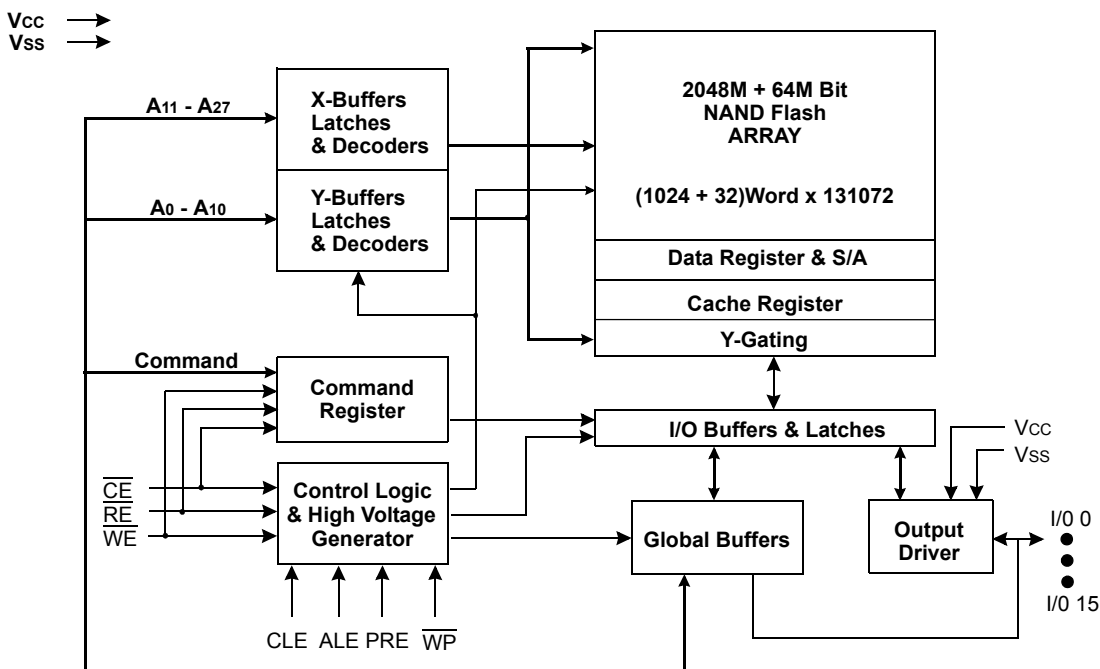 VCC
VSS
A11 - A27
X-Buffers
Latches
& Decoders
A0 - A10
Y-Buffers
Latches
& Decoders
2048M + 64M Bit
NAND Flash
ARRAY
(1024 + 32)Word x 131072
Data Register & S/A
Cache Register
Y-Gating
Command
Command
Register
I/O Buffers & Latches
VCC
VSS
CE
RE
WE
Control Logic
& High Voltage
Generator
Global Buffers
Output
Driver
I/0 0
I/0 15
CLE
ALE
PRE
WP